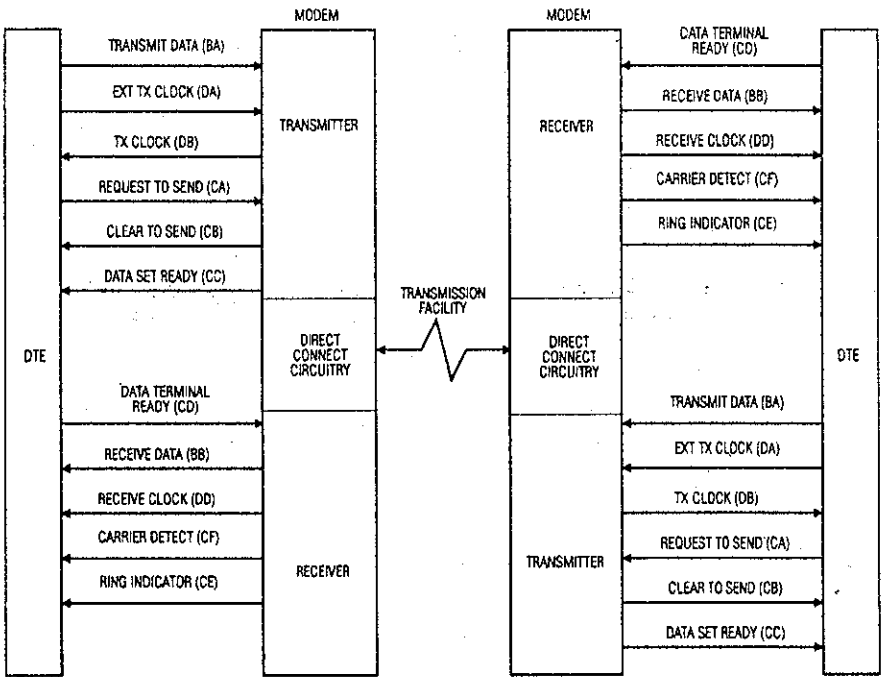 MODEM
MODEM
TRANSMIT DATA (BA)
EXT TX CLOCK (DA)
TX CLOCK (DB)
REQUEST TO SEND (CA)
CLEAR TO SEND (CB)
DATA SET READY (CC)
DATA TERMINAL
READY (CD)
RECEIVE DATA (BB)
RECEIVE CLOCK (DD)
CARRIER DETECT (CF)
RING INDICATOR (CE)
DTE
TRANSMITTER
DIRECT
CONNECT
CIRCUITRY
RECEIVER
TRANSMISSION
FACILITY
RECEIVER
DIRECT
CONNECT
CIRCUITRY
TRANSMITTER
DATA TERMINAL
READY (CD)
RECEIVE DATA (BB)
RECEIVE CLOCK (DD)
CARRIER DETECT (CF)
RING INDICATOR (CE)
TRANSMIT DATA (BA)
EXT TX CLOCK (DA)
TX CLOCK (DB)
REQUEST TO SEND (CA)
CLEAR TO SEND (CB)
DATA SET READY (CC)
DTE